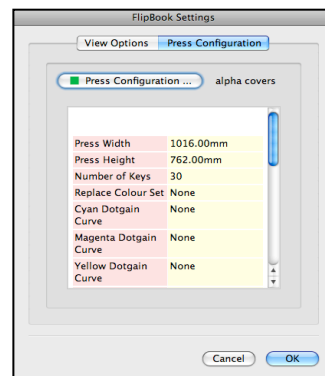 FlipBook Settings
View Options Press Configuration
Press Configuration ... alpha covers
Press Width 1016.00mm
Press Height 762.00mm
Number of Keys 30
Replace Colour Set None
Cyan Dotgain None
Curve
Magenta Dotgain None
Curve
Yellow Dotgain None
Curve
Cancel OK